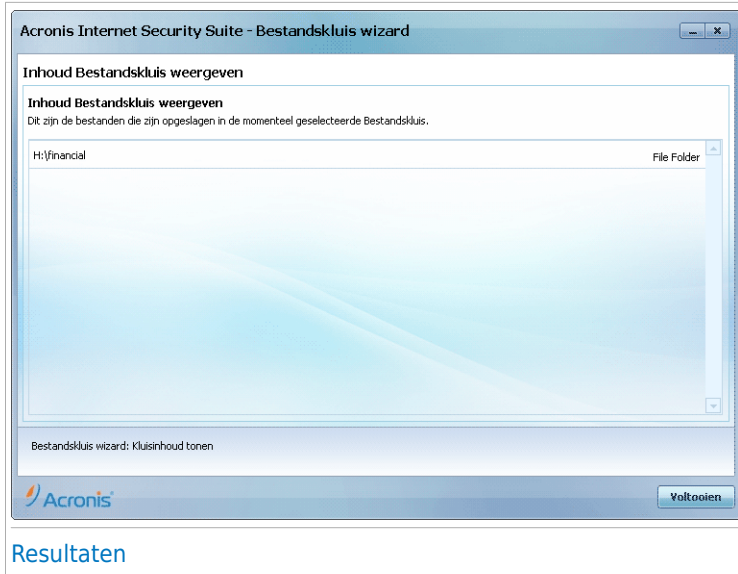 Acronis Internet Security Suite - Bestandskluis wizard
Inhoud Bestandskluis weergeven
Inhoud Bestandskluis weergeven
Dit zijn de bestanden die zijn opgeslagen in de momenteel geselecteerde Bestandskluis.
H:\financial File Folder
Bestandskluis wizard: Kluisinhoud tonen
Acronis
Voltooien
Resultaten